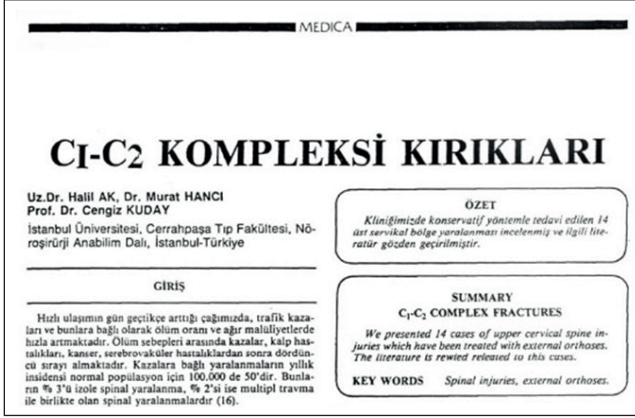 MEDICA
C1-C2 KOMPLEKSİ KIRIKLARI
Uz.Dr. Halil AK, Dr. Murat HANCI
Prof. Dr. Cengiz KUDAY
İstanbul Üniversitesi, Cerrahpaşa Tıp Fakültesi, Nö-
roşirürji Anabilim Dalı, İstanbul-Türkiye
GİRİŞ
Hızlı ulaşımın gün geçtikçe arttığı çağımızda, trafik kaza-
ları ve bunlara bağlı olarak ölüm oranı ve ağır malüliyetlerde
hızla artmaktadır. Ölüm sebepleri arasında kazalar, kalp has-
talıkları, kanser, serebrovaküler hastalıklardan sonra dördün-
cü sırayı almaktadır. Kazalara bağlı yaralanmaların yıllık
insidensi normal popülasyon için 100.000 de 50'dir. Bunla-
rın % 3'ü izole spinal yaralanma, % 2'si ise multipl travma
ile birlikte olan spinal yaralanmalardır (16).
ÖZET
Kliniğimizde konservatif yöntemle tedavi edilen 14
üst servikal bölge yaralanması incelenmiş ve ilgili lite-
ratür gözden geçirilmiştir.
SUMMARY
C1-C2 COMPLEX FRACTURES
We presented 14 cases of upper cervical spine in-
juries which have been treated with external orthoses.
The literature is rewied releated to this cases.
KEY WORDS Spinal injuries, external orthoses.